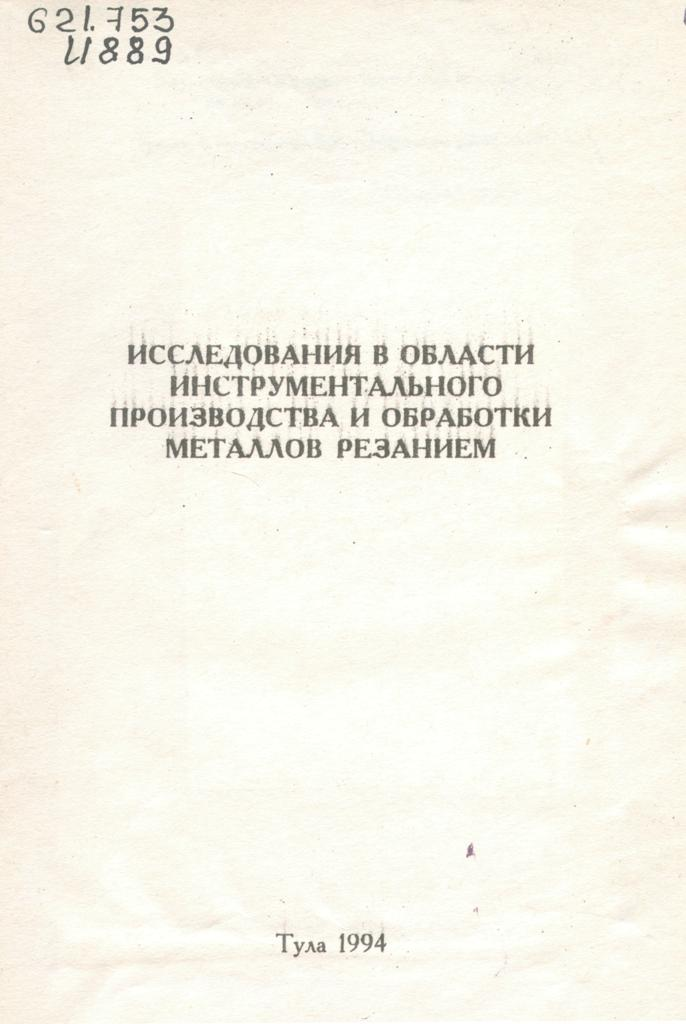 621.753
И889
ИССЛЕДОВАНИЯ В ОБЛАСТИ
ИНСТРУМЕНТАЛЬНОГО
ПРОИЗВОДСТВА И ОБРАБОТКИ
МЕТАЛЛОВ РЕЗАНИЕМ
Тула 1994